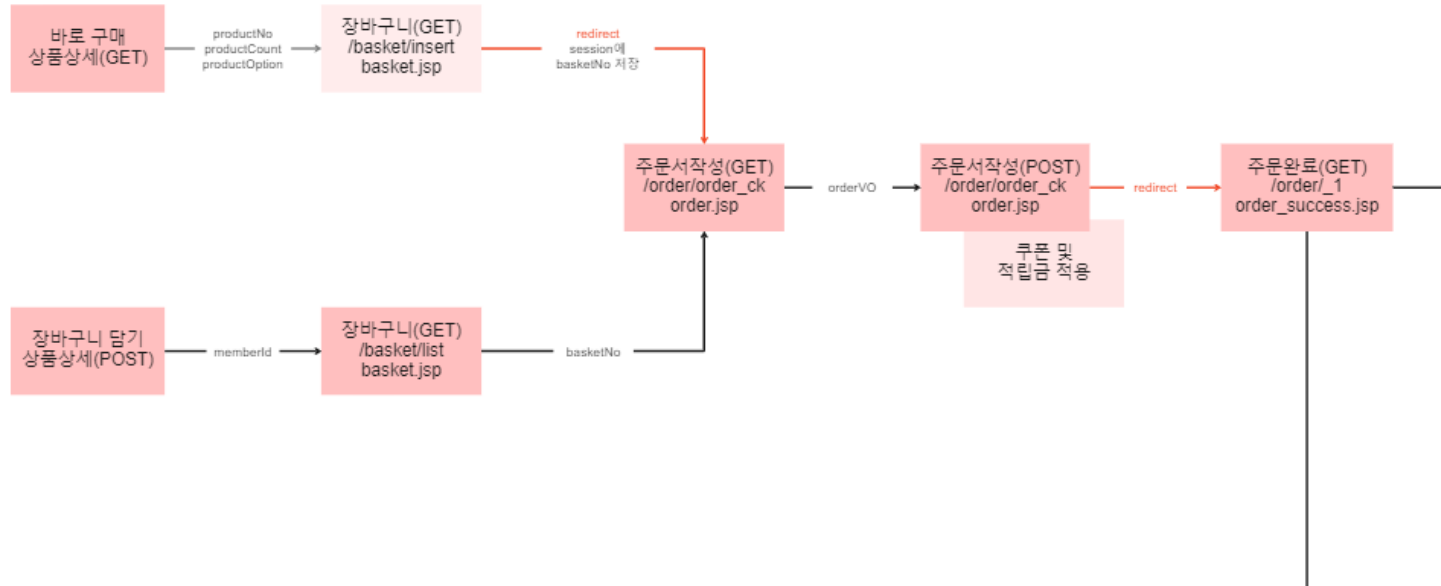 바로 구매
상품상세(GET)
productNo
productCount
productOption
장바구니(GET)
/basket/insert
basket.jsp
redirect
session에
basketNo 저장
주문서작성(GET)
/order/order_ck
order.jsp
orderVO
주문서작성(POST)
/order/order_ck
order.jsp
쿠폰 및
적립금 적용
redirect
주문완료(GET)
/order/_1
order_success.jsp
장바구니 담기
상품상세(POST)
memberId
장바구니(GET)
/basket/list
basket.jsp
basketNo